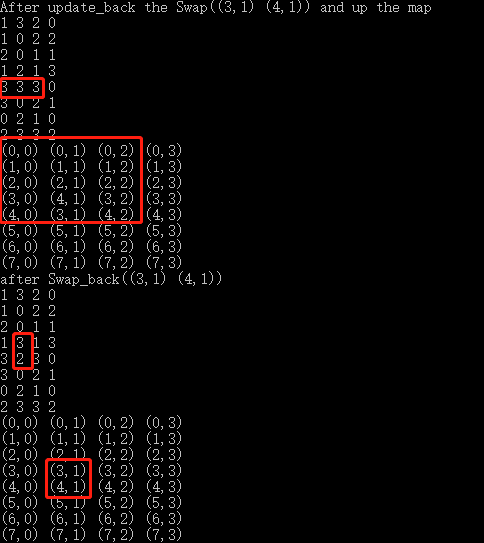 After update_back the Swap((3,1) (4,1)) and up the map
1 3 2 0
1 0 2 2
2 0 1 1
1 2 1 3
3 3 3 0
3 0 2 1
0 2 1 0
2 3 3 2
(0,0) (0,1) (0,2) (0,3)
(1,0) (1,1) (1,2) (1,3)
(2,0) (2,1) (2,2) (2,3)
(3,0) (4,1) (3,2) (3,3)
(4,0) (3,1) (4,2) (4,3)
(5,0) (5,1) (5,2) (5,3)
(6,0) (6,1) (6,2) (6,3)
(7,0) (7,1) (7,2) (7,3)
after Swap_back((3,1) (4,1))
1 3 2 0
1 0 2 2
2 0 1 1
1 3 1 3
3 2 3 0
3 0 2 1
0 2 1 0
2 3 3 2
(0,0) (0,1) (0,2) (0,3)
(1,0) (1,1) (1,2) (1,3)
(2,0) (2,1) (2,2) (2,3)
(3,0) (3,1) (3,2) (3,3)
(4,0) (4,1) (4,2) (4,3)
(5,0) (5,1) (5,2) (5,3)
(6,0) (6,1) (6,2) (6,3)
(7,0) (7,1) (7,2) (7,3)